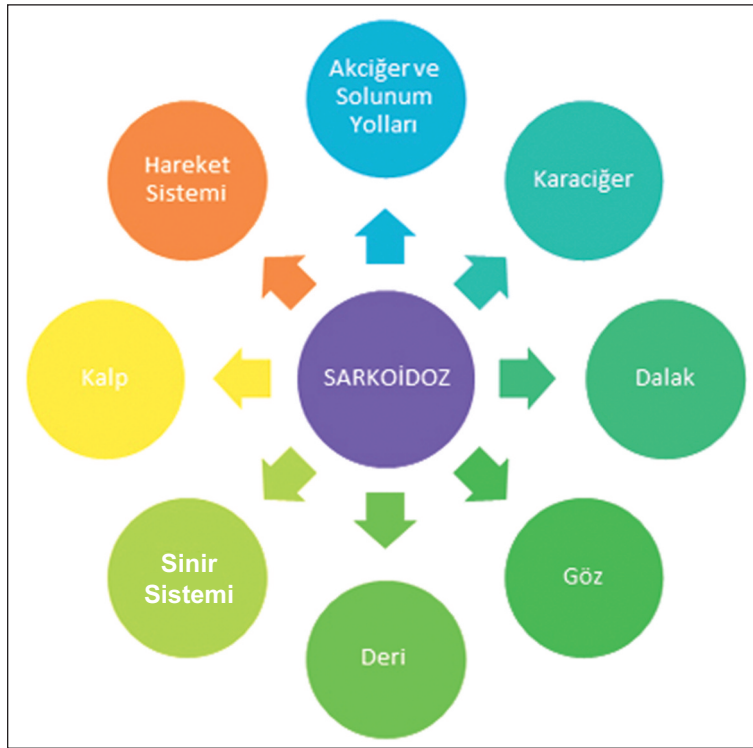 Akciğer ve
Solunum
Yolları
Hareket
Sistemi
Karaciğer
Kalp
SARKOİDOZ
Dalak
Sinir
Sistemi
Göz
Deri